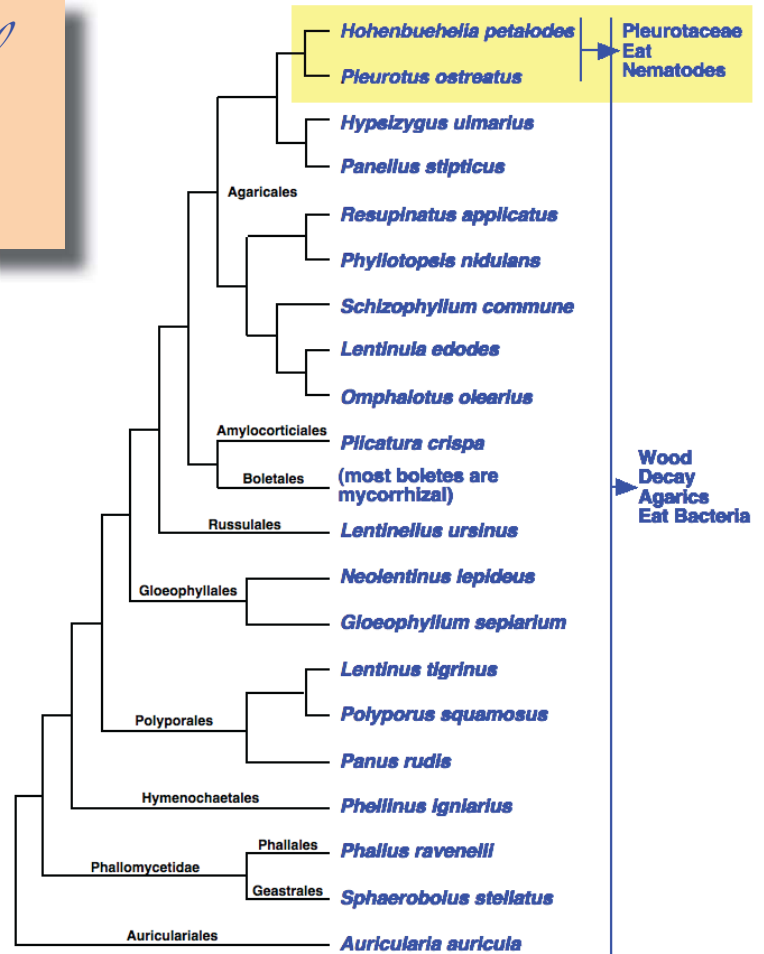 Hohenbuehelia petalodes
Pleurotus ostreatus
Pleurotaceae
Eat
Nematodes
Hypsizygus ulmarius
Panellus stipticus
Agaricales
Resupinatus applicatus
Phyllotopsis nidulans
Schizophyllum commune
Lentinula edodes
Omphalotus olearius
Amylocorticiales
Plicatura crispa
Boletales
(most boletes are
mycorrhizal)
Wood
Decay
Agarics
Eat Bacteria
Russulales
Lentinellus ursinus
Gloeophyllales
Neolentinus lepideus
Gloeophyllum sepiarium
Lentinus tigrinus
Polyporus squamosus
Polyporales
Panus rudis
Hymenochaetales
Phellinus igniarius
Phallales
Phallus ravenelii
Phallomycetidae
Geastrales
Sphaerobolus stellatus
Auriculariales
Auricularia auricula